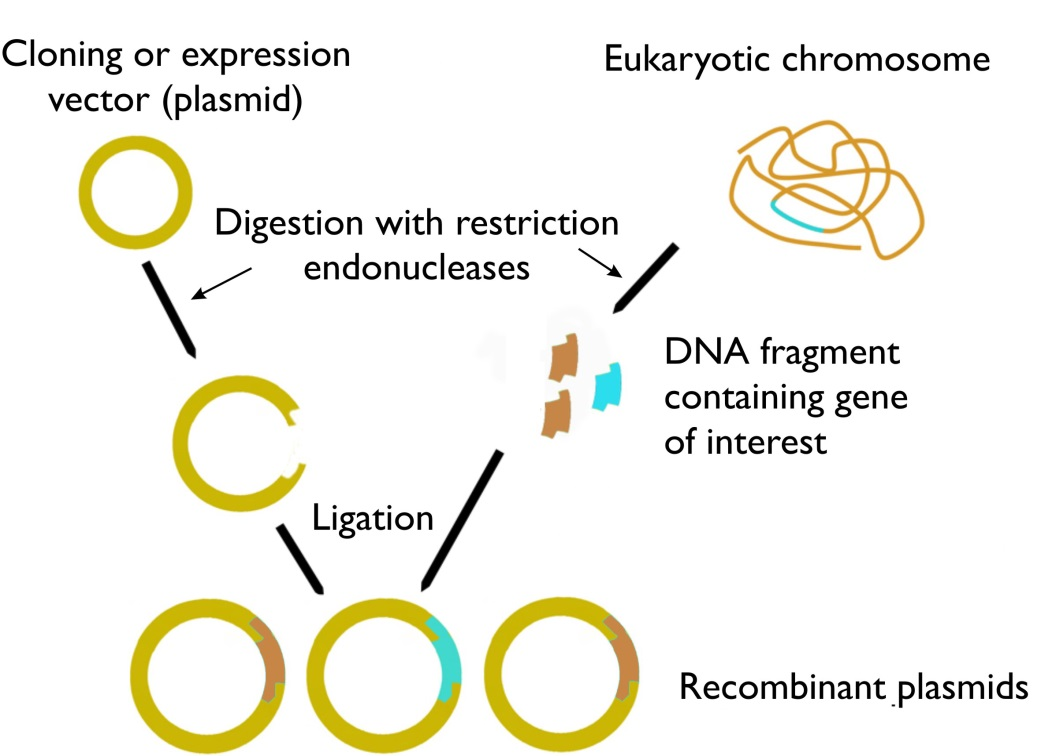 Cloning or expression
vector (plasmid)
Eukaryotic chromosome
Digestion with restriction
endonucleases
DNA fragment
containing gene
of interest
Ligation
Recombinant plasmids